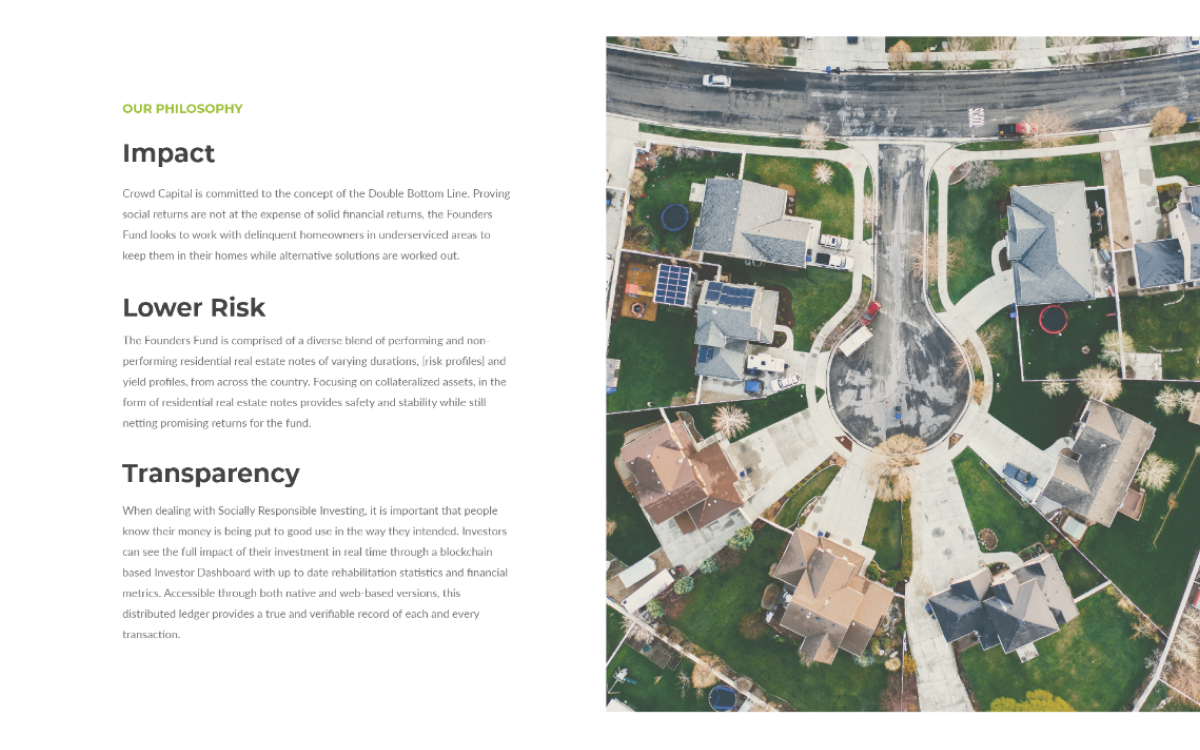 OUR PHILOSOPHY
Impact
Crowd Capital is committed to the concept of the Double Bottom Line. Proving
social returns are not at the expense of solid financial returns, the Founders
Fund looks to work with delinquent homeowners in underserviced areas to
keep them in their homes while alternative solutions are worked out.
Lower Risk
The Founders Fund is comprised of a diverse blend of performing and non-
performing residential real estate notes of varying durations, [risk profiles] and
yield profiles, from across the country. Focusing on collateralized assets, in the
form of residential real estate notes provides safety and stability while still
netting promising returns for the fund.
Transparency
When dealing with Socially Responsible Investing, it is important that people
know their money is being put to good use in the way they intended. Investors
can see the full impact of their investment in real time through a blockchain
based Investor Dashboard with up to date rehabilitation statistics and financial
metrics. Accessible through both native and web-based versions, this
distributed ledger provides a true and verifiable record of each and every
transaction.